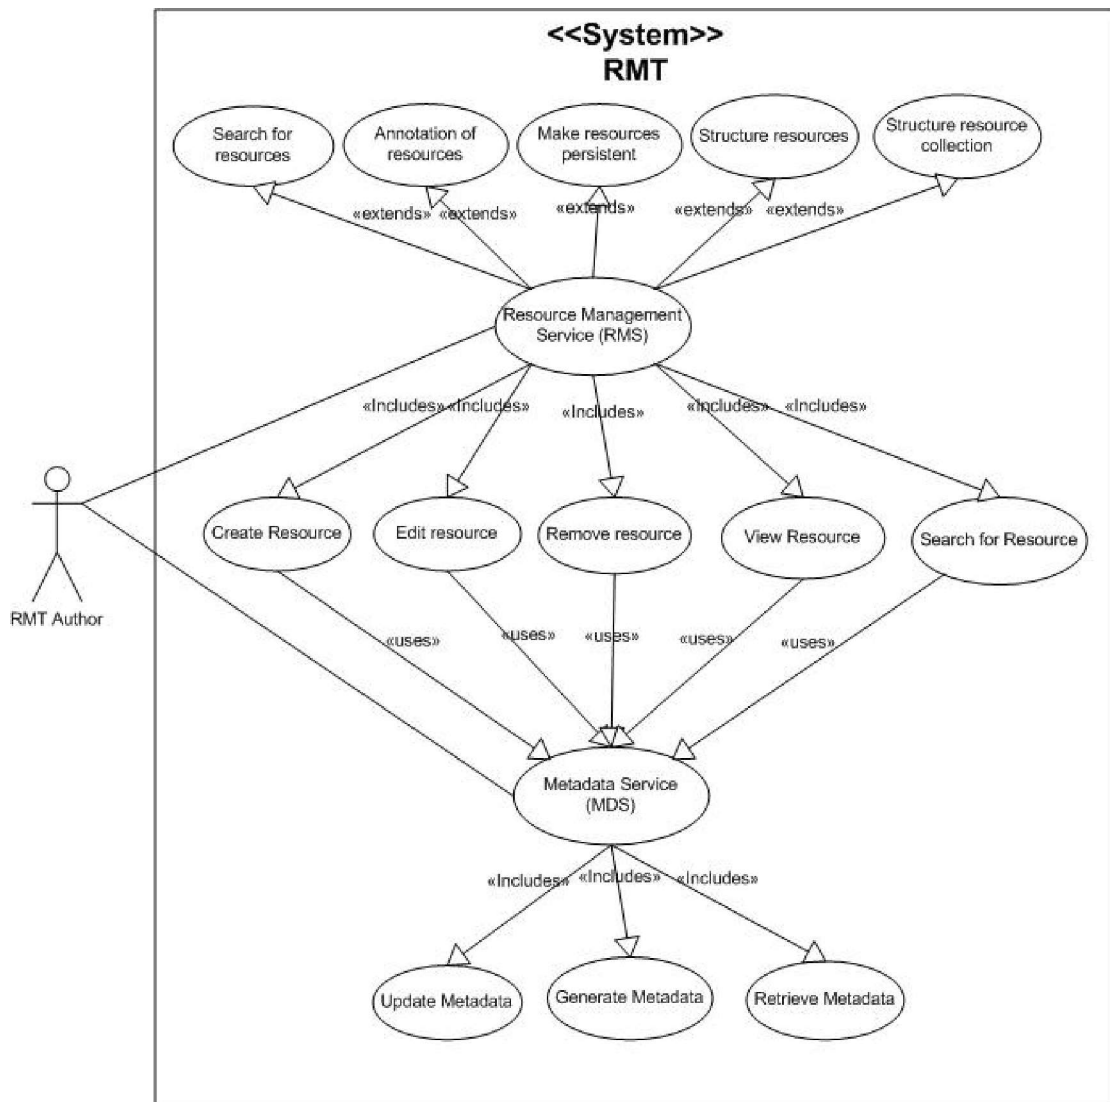 <<System>>
RMT
Search for
resources
Annotation of
resources
Make resources
persistent
Structure resources
Structure resource
collection
«extends»
«extends»
«extends»
«extends»
«extends»
Resource Management
Service (RMS)
«Includes»
«Includes»
«Includes»
«Includes»
«Includes»
Create Resource
Edit resource
Remove resource
View Resource
Search for Resource
RMT Author
«uses»
«uses»
«uses»
«uses»
«uses»
Metadata Service
(MDS)
«Includes»
«Includes»
«Includes»
Update Metadata
Generate Metadata
Retrieve Metadata